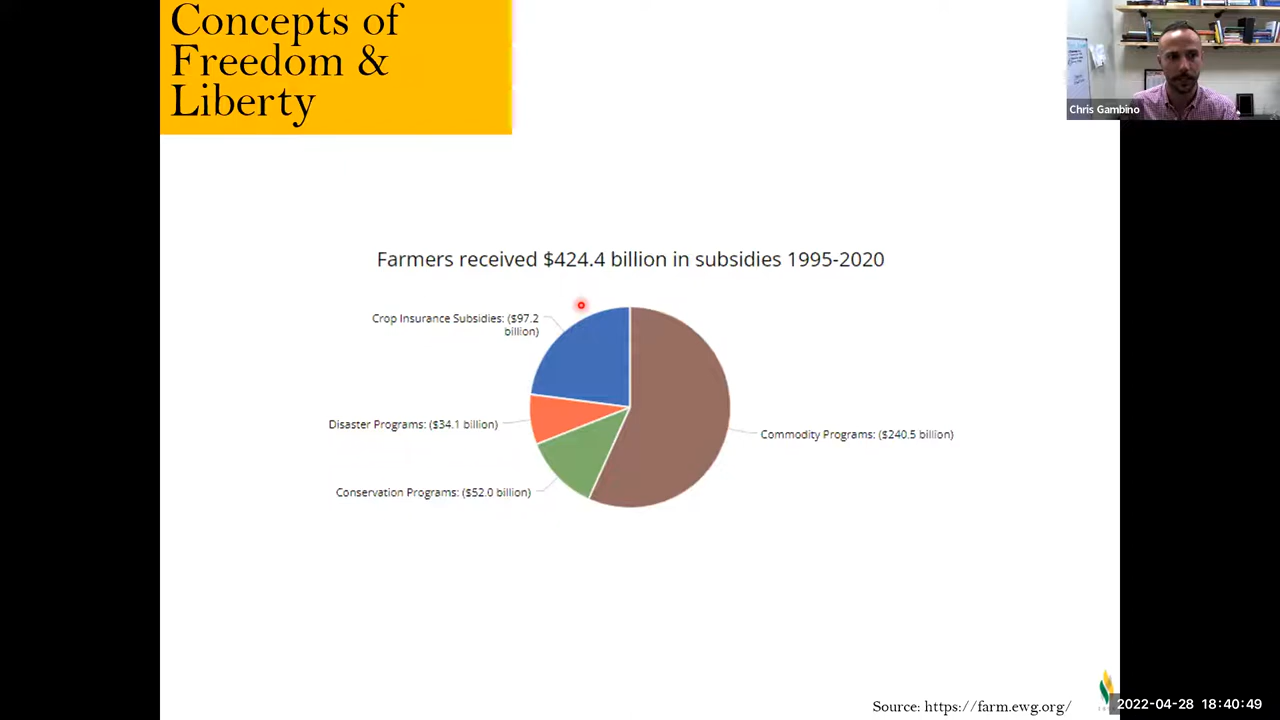 Concepts of
Freedom &
Liberty
Chris Gambino
Farmers received $424.4 billion in subsidies 1995-2020
Crop Insurance Subsidies: ($97.2
billion)
Disaster Programs: ($34.1 billion)
Commodity Programs: ($240.5 billion)
Conservation Programs: ($52.0 billion)
Source: https://farm.ewg.org/
2022-04-28 18:40:49